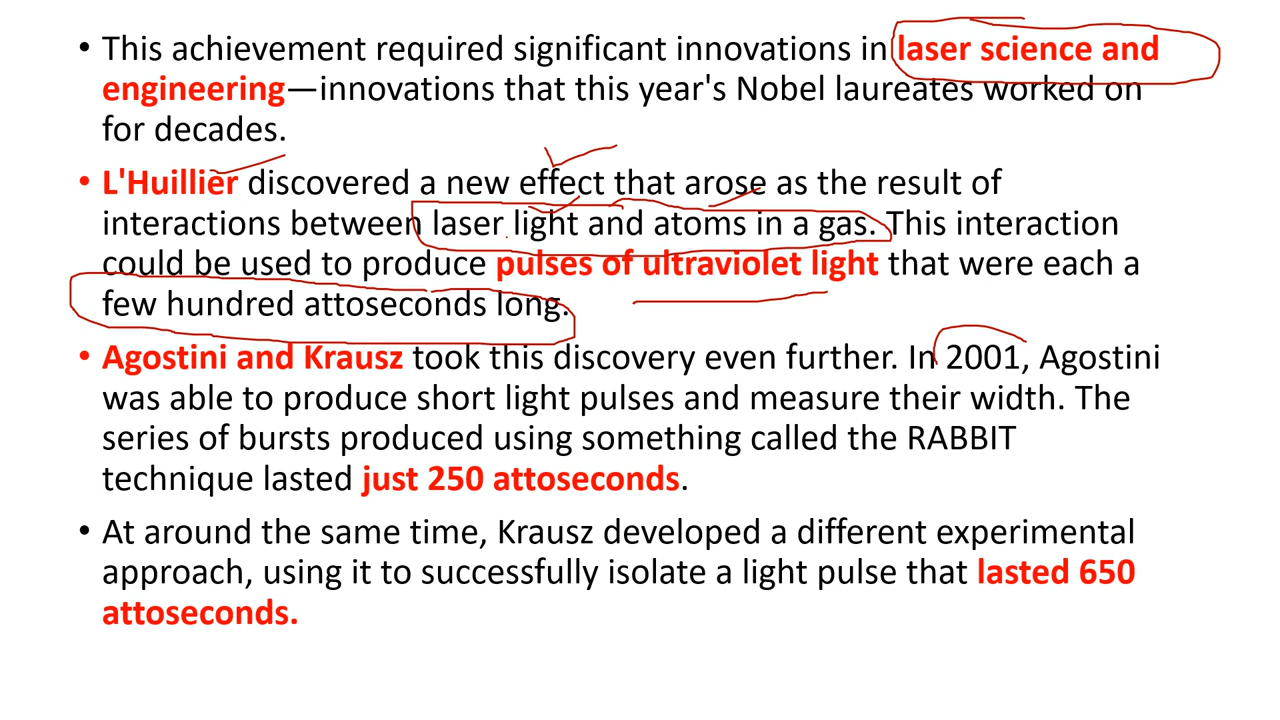 • This achievement required significant innovations in laser science and
engineering—innovations that this year's Nobel laureates worked on
for decades.
• L'Huillier discovered a new effect that arose as the result of
interactions between laser light and atoms in a gas. This interaction
could be used to produce pulses of ultraviolet light that were each a
few hundred attoseconds long.
• Agostini and Krausz took this discovery even further. In 2001, Agostini
was able to produce short light pulses and measure their width. The
series of bursts produced using something called the RABBIT
technique lasted just 250 attoseconds.
• At around the same time, Krausz developed a different experimental
approach, using it to successfully isolate a light pulse that lasted 650
attoseconds.